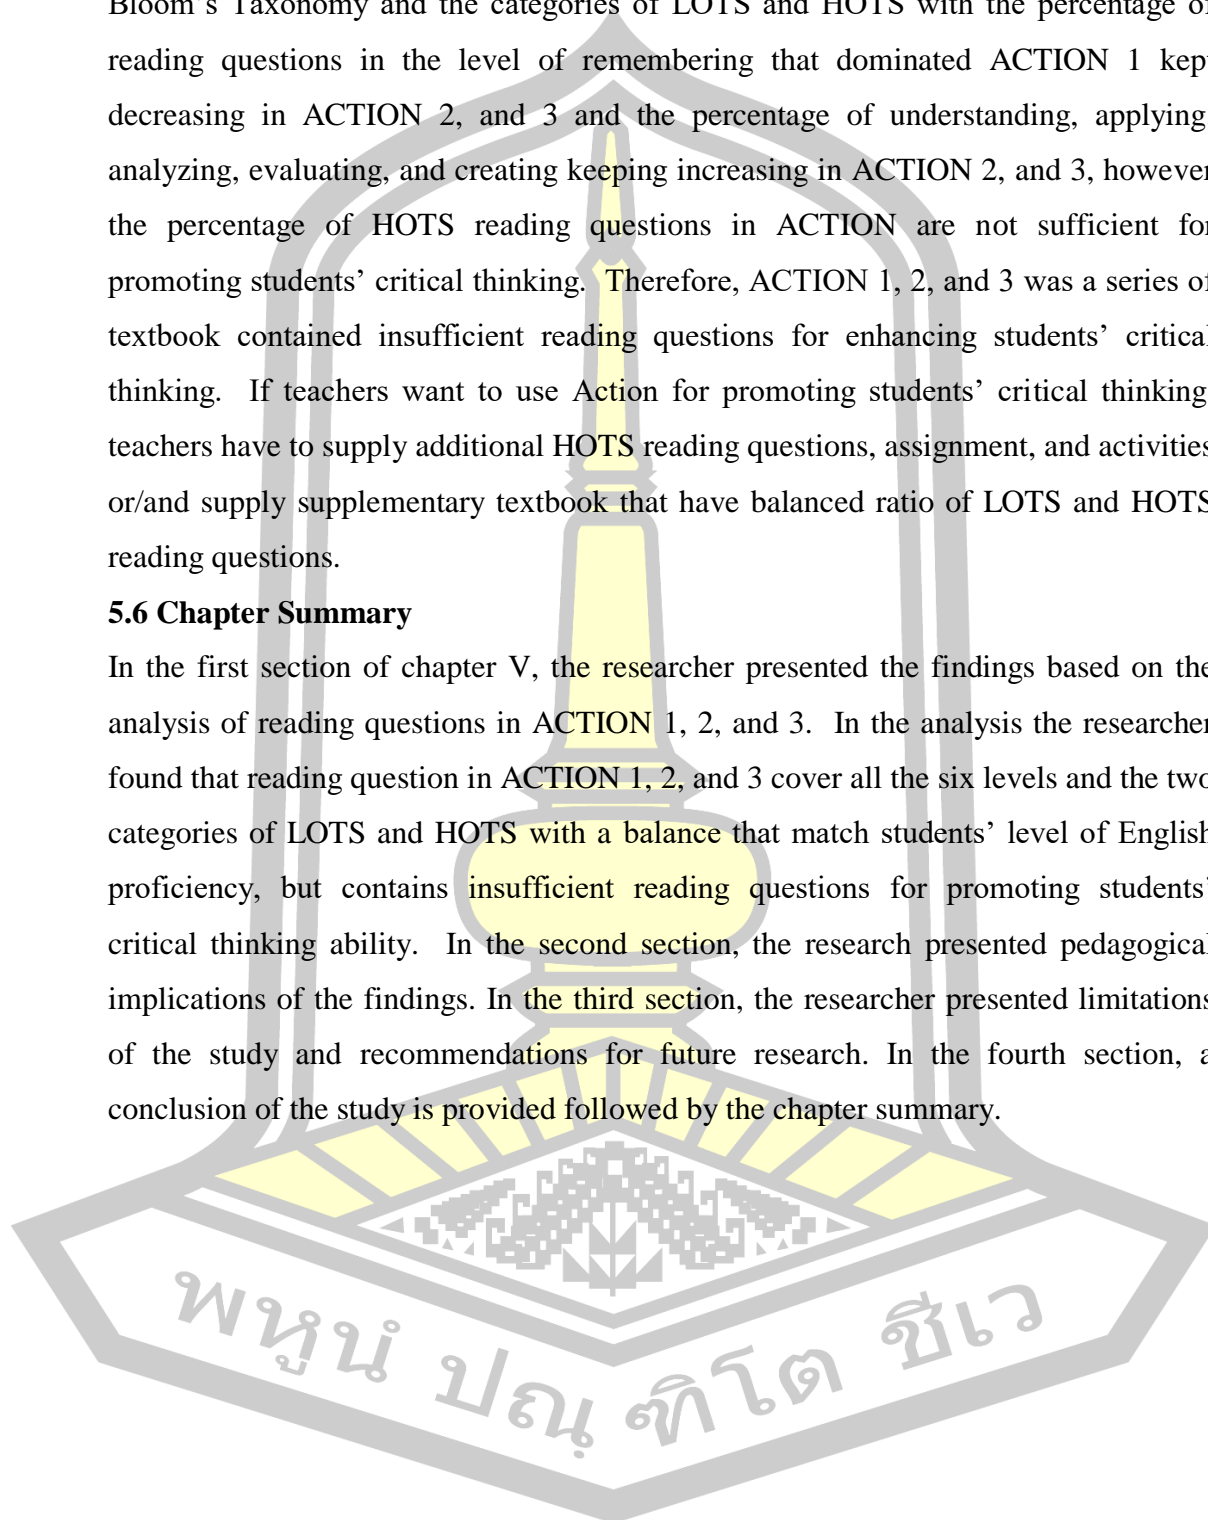 Bloom's Taxonomy and the categories of LOTS and HOTS with the percentage of
reading questions in the level of remembering that dominated ACTION 1 kept
decreasing in ACTION 2, and 3 and the percentage of understanding, applying,
analyzing, evaluating, and creating keeping increasing in ACTION 2, and 3, however
the percentage of HOTS reading questions in ACTION are not sufficient for
promoting students' critical thinking. Therefore, ACTION 1, 2, and 3 was a series of
textbook contained insufficient reading questions for enhancing students' critical
thinking. If teachers want to use Action for promoting students' critical thinking,
teachers have to supply additional HOTS reading questions, assignment, and activities
or/and supply supplementary textbook that have balanced ratio of LOTS and HOTS
reading questions.
5.6 Chapter Summary
In the first section of chapter V, the researcher presented the findings based on the
analysis of reading questions in ACTION 1, 2, and 3. In the analysis the researcher
found that reading question in ACTION 1, 2, and 3 cover all the six levels and the two
categories of LOTS and HOTS with a balance that match students' level of English
proficiency, but contains insufficient reading questions for promoting students'
critical thinking ability. In the second section, the research presented pedagogical
implications of the findings. In the third section, the researcher presented limitations
of the study and recommendations for future research. In the fourth section, a
conclusion of the study is provided followed by the chapter summary.
พหูนํ ปณฺฑิโต ชีเว